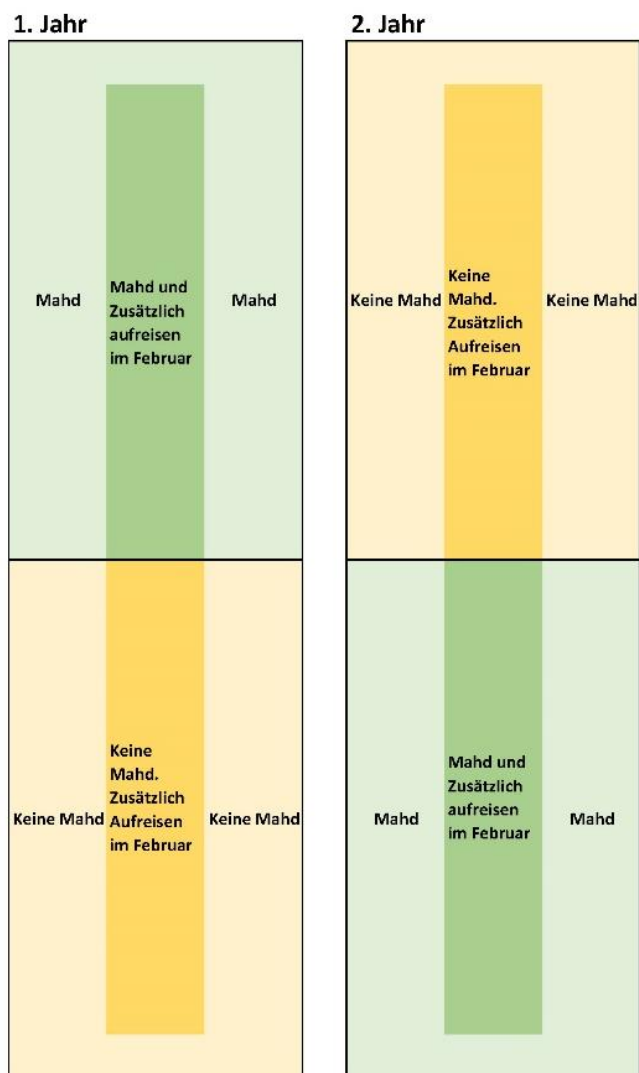 1. Jahr
2. Jahr
Mahd
Mahd und
Zusätzlich
aufreisen
im Februar
Mahd
Keine Mahd
Keine
Mahd.
Zusätzlich
Aufreisen
im Februar
Keine Mahd
Keine Mahd
Keine
Mahd.
Zusätzlich
Aufreisen
im Februar
Keine Mahd
Mahd
Mahd und
Zusätzlich
aufreisen
im Februar
Mahd